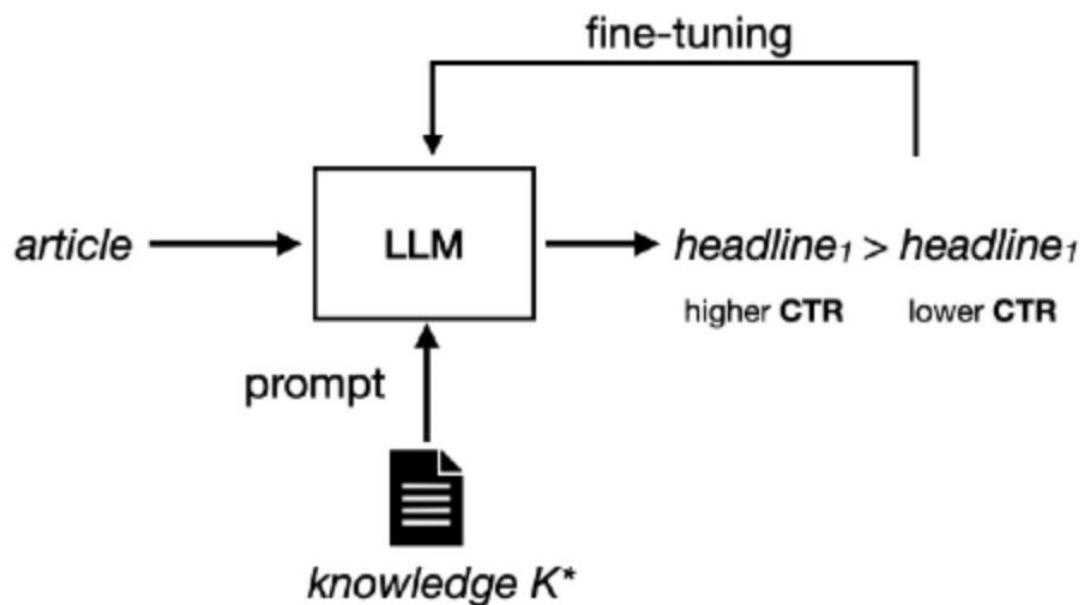 fine-tuning
article
LLM
headline₁ > headline₁
higher CTR
lower CTR
prompt
knowledge K*